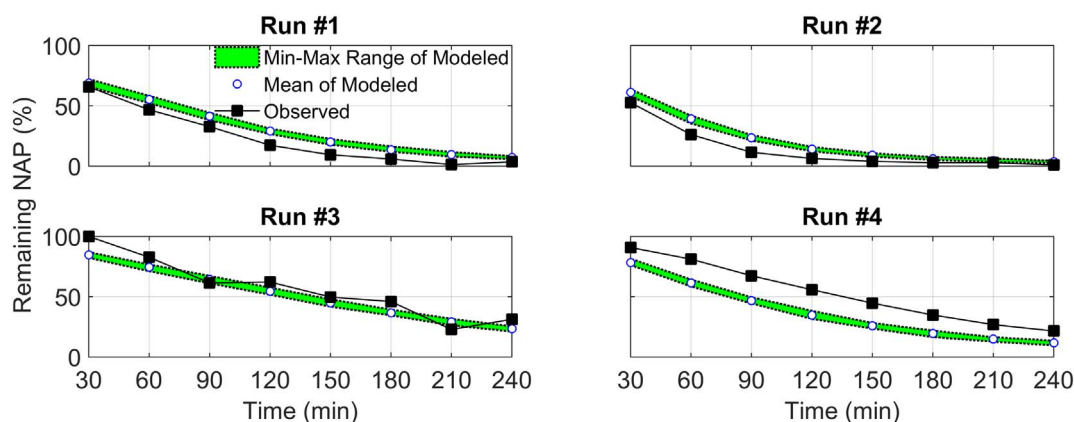 Run #1
Run #2
100
50
0
Min-Max Range of Modeled
Mean of Modeled
Observed
Remaining NAP (%)
Run #3
Run #4
100
50
0
30 60 90 120 150 180 210 240
30 60 90 120 150 180 210 240
Time (min)
Time (min)